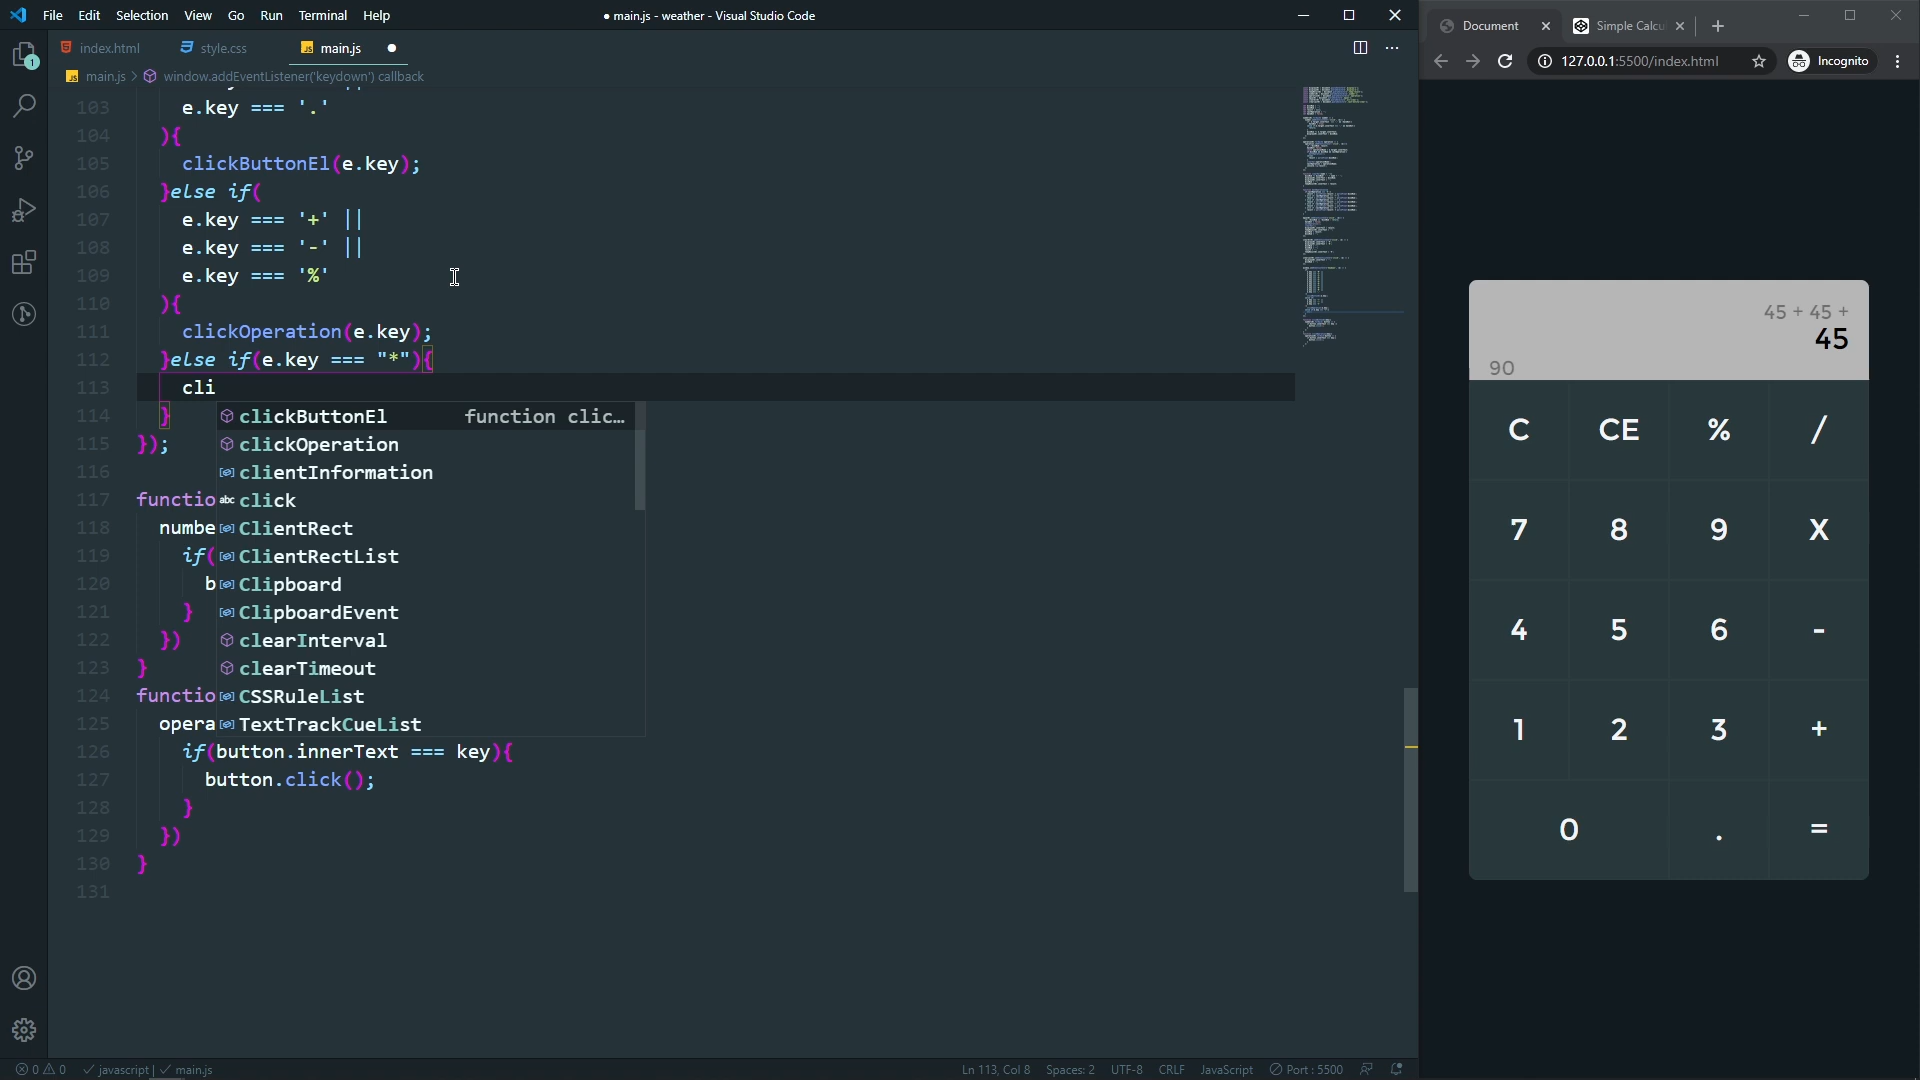 File Edit Selection View Go Run Terminal Help
● main.js - weather - Visual Studio Code
index.html
style.css
JS main.js
JS main.js > window.addEventListener('keydown') callback
1
103 e.key === '.'
104 ){
105 clickButtonEl(e.key);
106 }else if(
107 e.key === '+' ||
108 e.key === '-' ||
109 e.key === '%'
110 ){
111 clickOperation(e.key);
112 }else if(e.key === "*"){
113 cli
114 }
115 });
116
117 functio
118 numbe
119 if(
120 b
121 }
122 })
123 }
124 functio
125 opera
126 if(button.innerText === key){
127 button.click();
128 }
129 })
130 }
131
clickButtonEl function clic…
clickOperation
clientInformation
abc click
ClientRect
ClientRectList
Clipboard
ClipboardEvent
clearInterval
clearTimeout
CSSRuleList
TextTrackCueList
0 0 javascript | main.js
Ln 113, Col 8 Spaces: 2 UTF-8 CRLF JavaScript Port : 5500
Document
Simple Calcu
127.0.0.1:5500/index.html
Incognito
45 + 45 +
45
90
C CE % /
7 8 9 X
4 5 6 -
1 2 3 +
0 . =